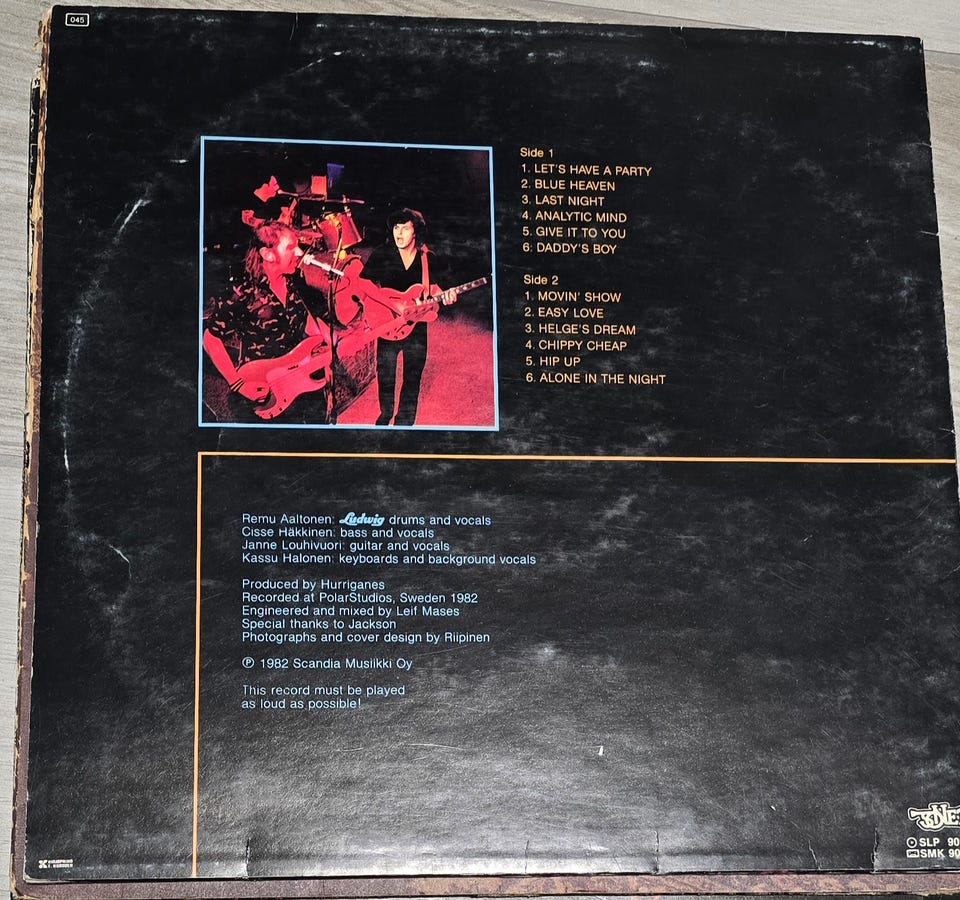 045
Side 1
1. LET'S HAVE A PARTY
2. BLUE HEAVEN
3. LAST NIGHT
4. ANALYTIC MIND
5. GIVE IT TO YOU
6: DADDY'S BOY
Side 2
1. MOVIN' SHOW
2. EASY LOVE
3. HELGE'S DREAM
4. CHIPPY CHEAP
5. HIP UP
6. ALONE IN THE NIGHT
Remu Aaltonen: Ludwig drums and vocals
Cisse Häkkinen: bass and vocals
Janne Louhivuori: guitar and vocals
Kassu Halonen: keyboards and background vocals
Produced by Hurriganes
Recorded at PolarStudios, Sweden 1982
Engineered and mixed by Leif Mases
Special thanks to Jackson
Photographs and cover design by Riipinen
℗ 1982 Scandia Musiikki Oy
This record must be played
as loud as possible!
SLP 90
SMK 90